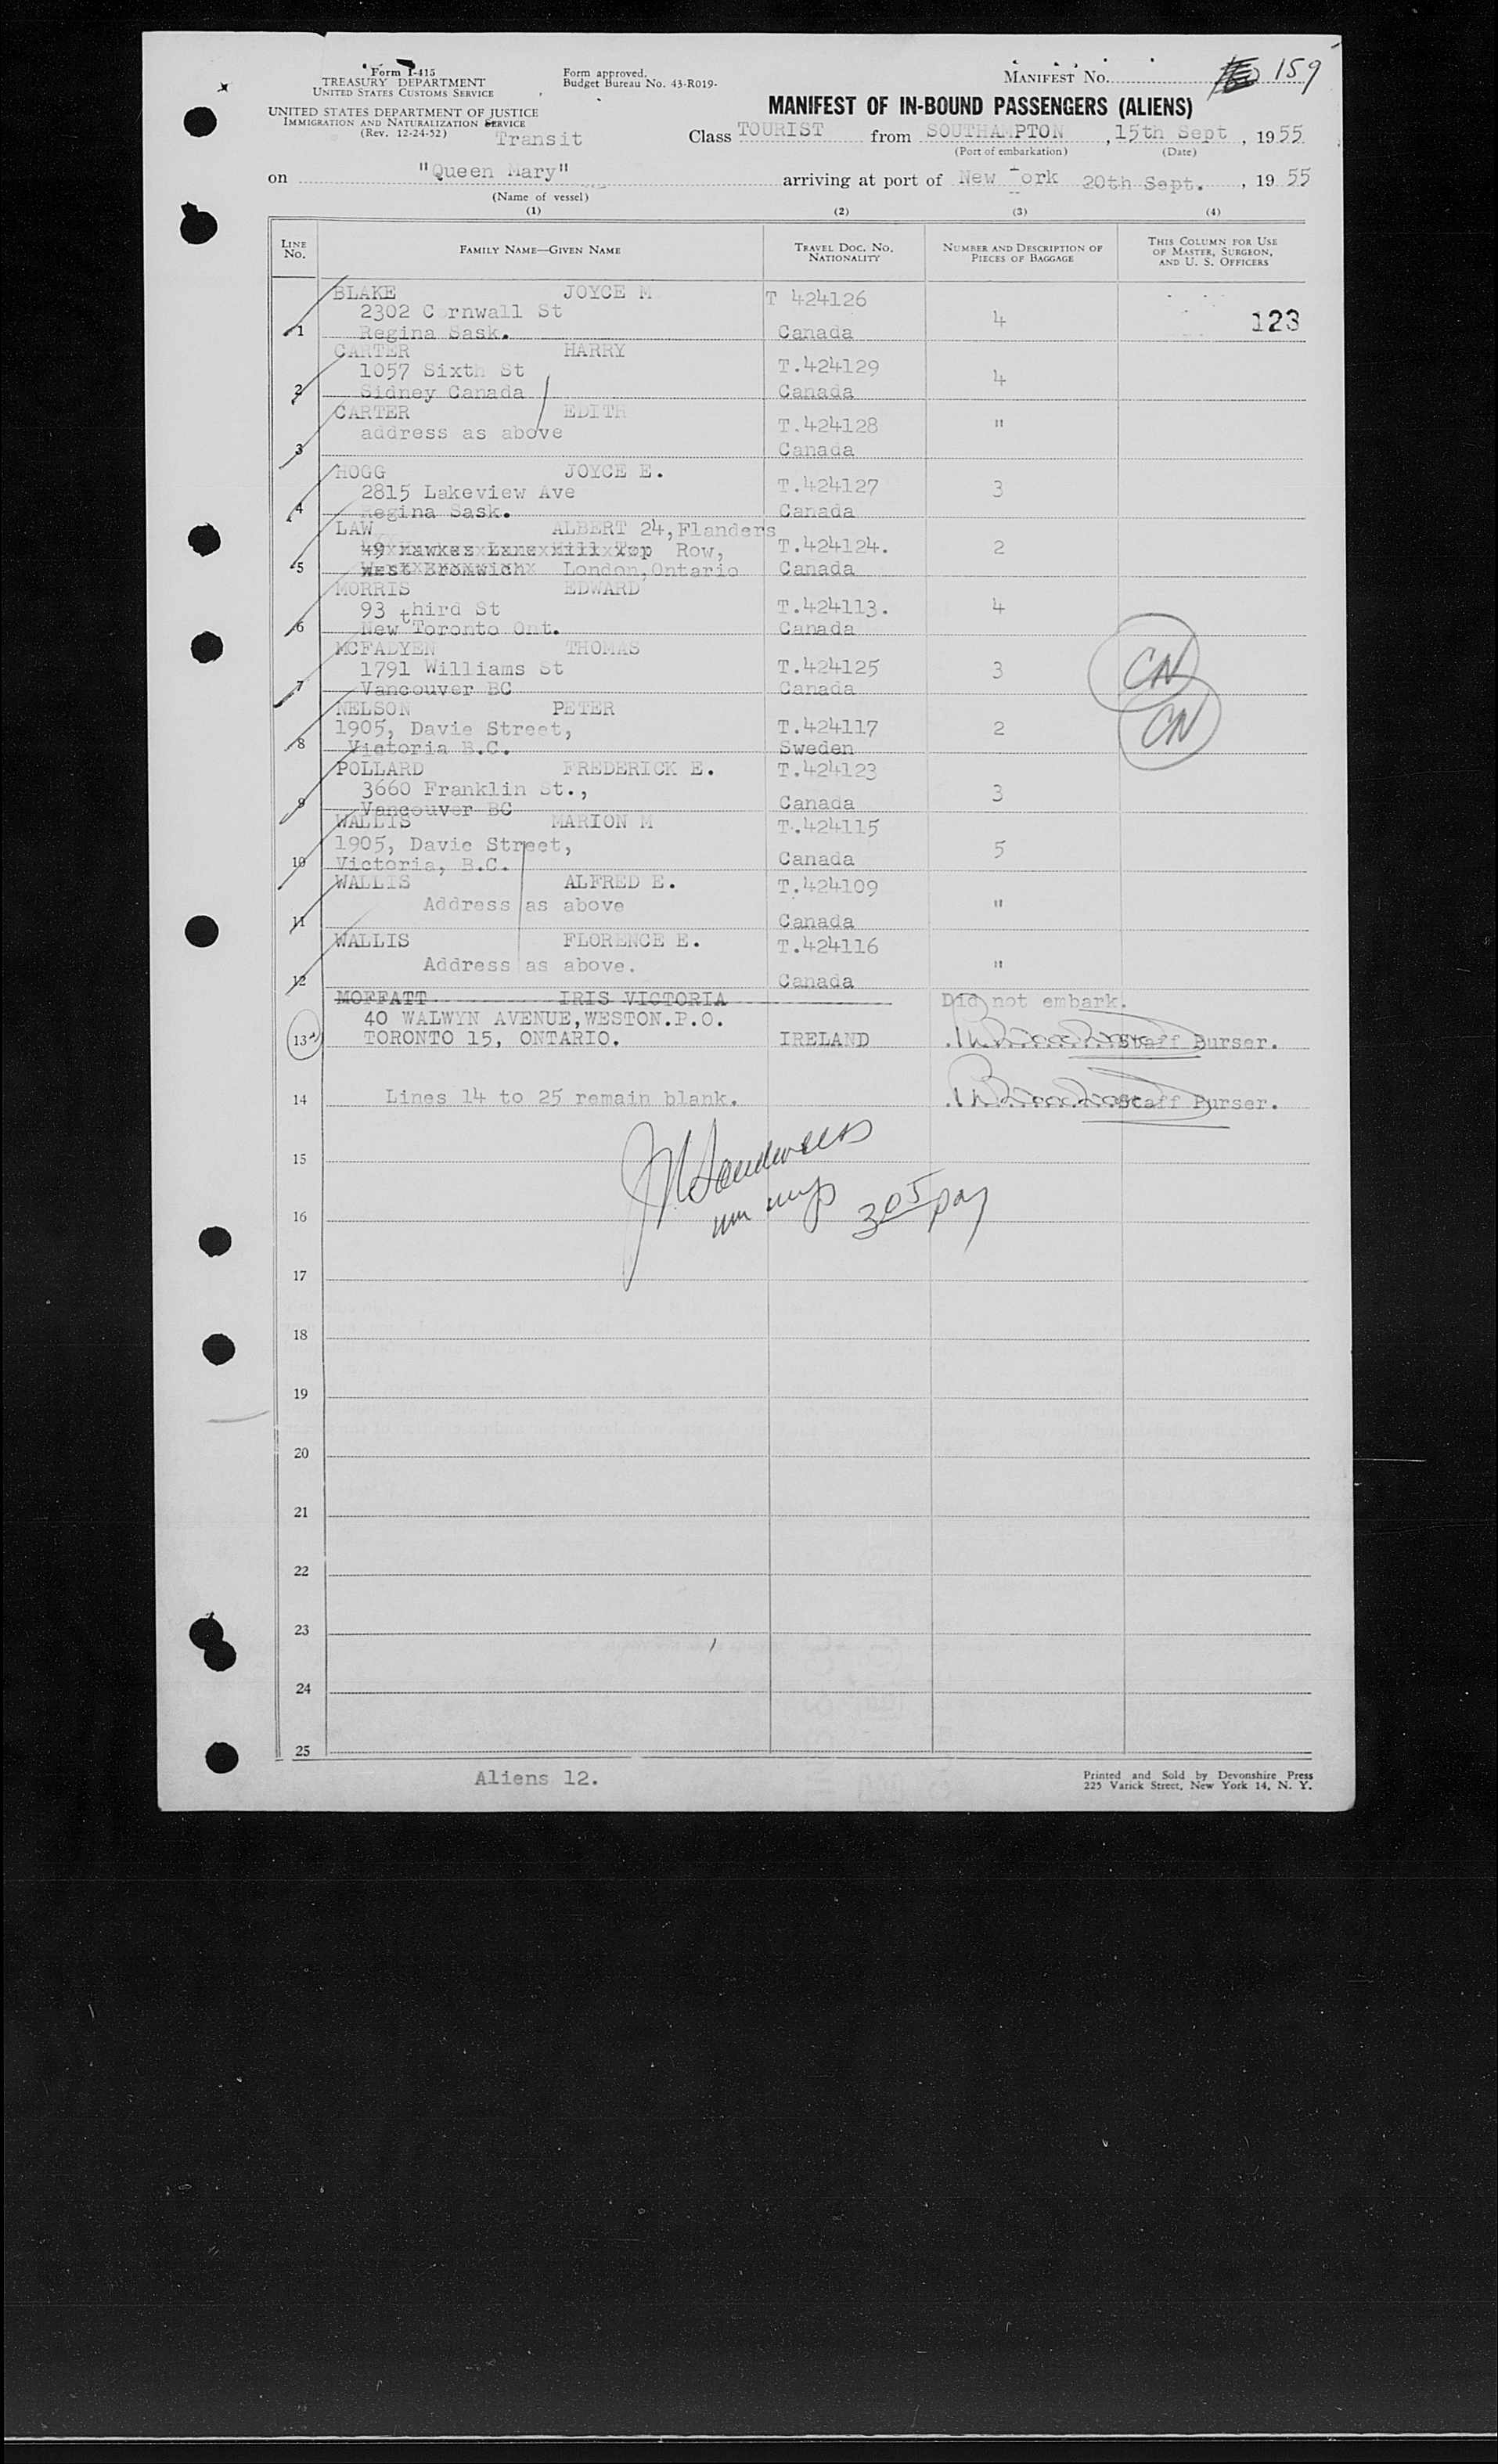 Form I-415
TREASURY DEPARTMENT
UNITED STATES CUSTOMS SERVICE
UNITED STATES DEPARTMENT OF JUSTICE
IMMIGRATION AND NATURALIZATION SERVICE
(Rev. 12-24-52)
Transit
Form approved.
Budget Bureau No. 43-R019-
MANIFEST NO. 159
MANIFEST OF IN-BOUND PASSENGERS (ALIENS)
Class TOURIST from SOUTHAMPTON, 15th Sept, 1955
(Port of embarkation) (Date)
on "Queen Mary" arriving at port of New York 20th Sept., 1955
(Name of vessel)
(1) (2) (3) (4)
LINE NO. FAMILY NAME—GIVEN NAME TRAVEL DOC. NO. NATIONALITY NUMBER AND DESCRIPTION OF PIECES OF BAGGAGE THIS COLUMN FOR USE OF MASTER, SURGEON, AND U. S. OFFICERS
BLAKE JOYCE M T 424126
2302 C rnwall St 4 123
1 Regina Sask. Canada
CARTER HARRY T.424129
1057 Sixth St 4
2 Sidney Canada Canada
CARTER EDITH T.424128 "
address as above
3 Canada
HOGG JOYCE E. T.424127
2815 Lakeview Ave 3
4 Regina Sask. Canada
LAW ALBERT 24,Flanders
49 Hawkes Lane Hill Top Row, T.424124. 2
5 West Bromwich London,Ontario Canada
MORRIS EDWARD
93 third St T.424113. 4
6 New Toronto Ont. Canada
MCFADYEN THOMAS
1791 Williams St T.424125 3 CN
7 Vancouver BC Canada
NELSON PETER
1905, Davie Street, T.424117 2 CN
8 Victoria B.C. Sweden
POLLARD FREDERICK E. T.424123
3660 Franklin St., 3
9 Vancouver BC Canada
WALLIS MARION M T.424115
1905, Davie Street, 5
10 Victoria, B.C. Canada
WALLIS ALFRED E. T.424109
Address as above "
11 Canada
WALLIS FLORENCE E. T.424116
Address as above. "
12 Canada
MOFFATT IRIS VICTORIA Did not embark.
40 WALWYN AVENUE,WESTON.P.O.
13 TORONTO 15, ONTARIO. IRELAND Staff Purser.
14 Lines 14 to 25 remain blank. Staff Purser.
15
16
17
18
19
20
21
22
23
24
25
Aliens 12.
Printed and Sold by Devonshire Press
225 Varick Street, New York 14, N. Y.